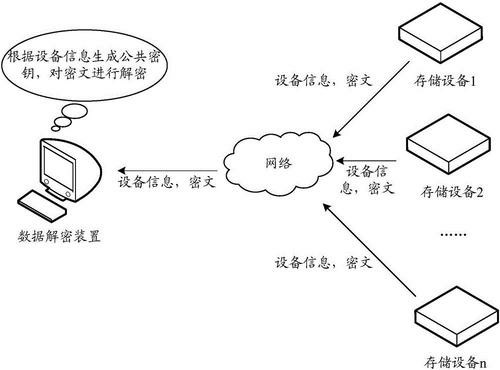 根据设备信息生成公共密
钥，对密文进行解密
设备信息，密文
存储设备1
网络
设备信息，密文
设备信
息，密文
存储设备2
数据解密装置
……
设备信息，密文
存储设备n